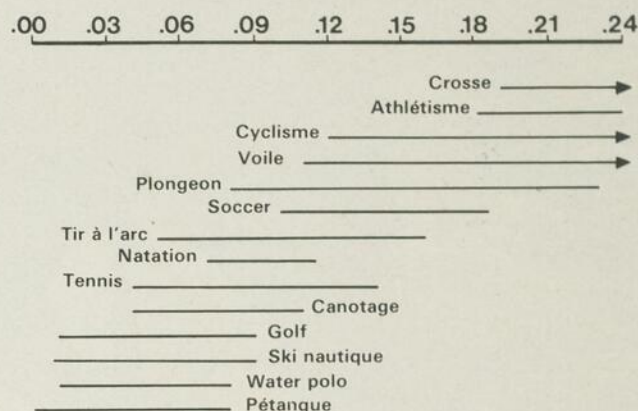 .00 .03 .06 .09 .12 .15 .18 .21 .24
Crosse
Athlétisme
Cyclisme
Voile
Plongeon
Soccer
Tir à l'arc
Natation
Tennis
Canotage
Golf
Ski nautique
Water polo
Pétanque